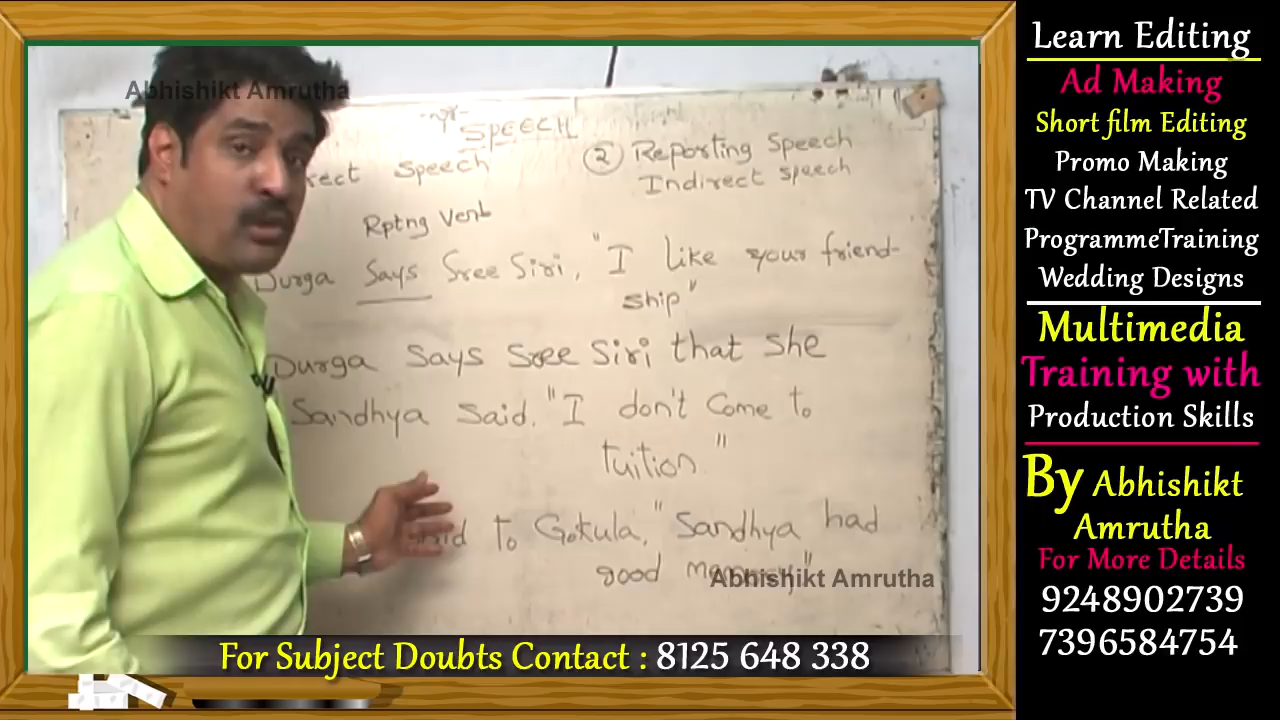 Abhishikt Amrutha
SPEECH
rect Speech
② Reporting Speech
Indirect speech
Rptng Verb
Durga Says Sree Siri, "I like your friend-
ship"
Durga Says Sree Siri that She
Sandhya Said. "I don't Come to
tuition."
to Gokula, "Sandhya had
good
Abhishikt Amrutha
For Subject Doubts Contact : 8125 648 338
Learn Editing
Ad Making
Short film Editing
Promo Making
TV Channel Related
ProgrammeTraining
Wedding Designs
Multimedia
Training with
Production Skills
By Abhishikt
Amrutha
For More Details
9248902739
7396584754